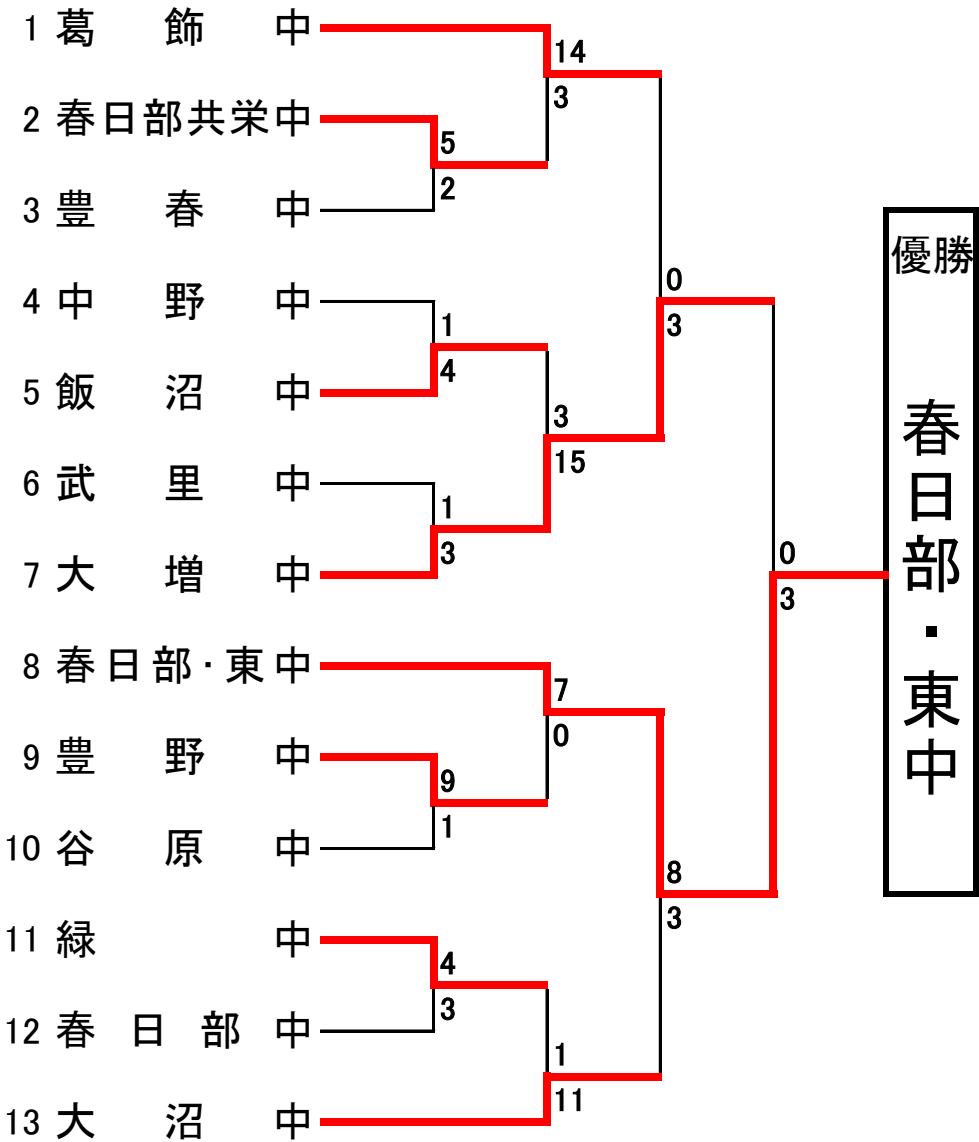 1 葛飾中
14
2 春日部共栄中
3
5
3 豊春中
2
優勝
4 中野中
0
1
3
5 飯沼中
4
3
春日部・東中
6 武里中
15
1
7 大増中
3
0
3
8 春日部・東中
7
0
9 豊野中
9
10 谷原中
1
8
3
11 緑中
4
12 春日部中
3
1
13 大沼中
11